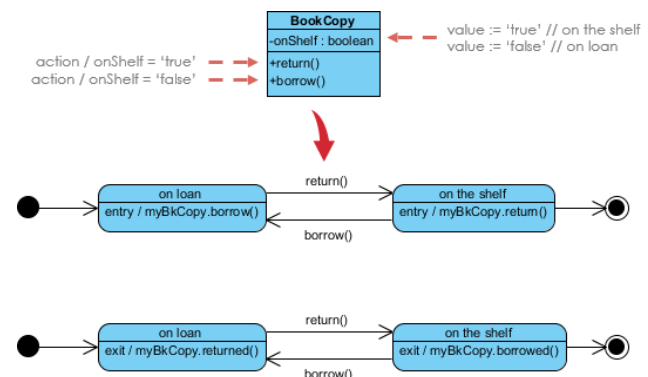 BookCopy
-onShelf : boolean
+return()
+borrow()
value := ‘true’ // on the shelf
value := ‘false’ // on loan
action / onShelf = ‘true’
action / onShelf = ‘false’
return()
on loan
entry / myBkCopy.borrow()
on the shelf
entry / myBkCopy.return()
borrow()
return()
on loan
exit / myBkCopy.returned()
on the shelf
exit / myBkCopy.borrowed()
borrow()